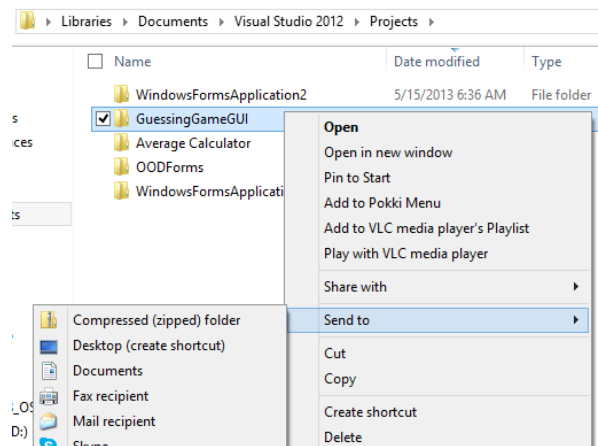 Libraries ▸ Documents ▸ Visual Studio 2012 ▸ Projects ▸
Name Date modified Type
WindowsFormsApplication2 5/15/2013 6:36 AM File folder
GuessingGameGUI
Average Calculator
OODForms
WindowsFormsApplicati
Open
Open in new window
Pin to Start
Add to Pokki Menu
Add to VLC media player's Playlist
Play with VLC media player
Share with
Send to
Cut
Copy
Create shortcut
Delete
Compressed (zipped) folder
Desktop (create shortcut)
Documents
Fax recipient
Mail recipient
Skype
s
ces
ts
_OS
D:)